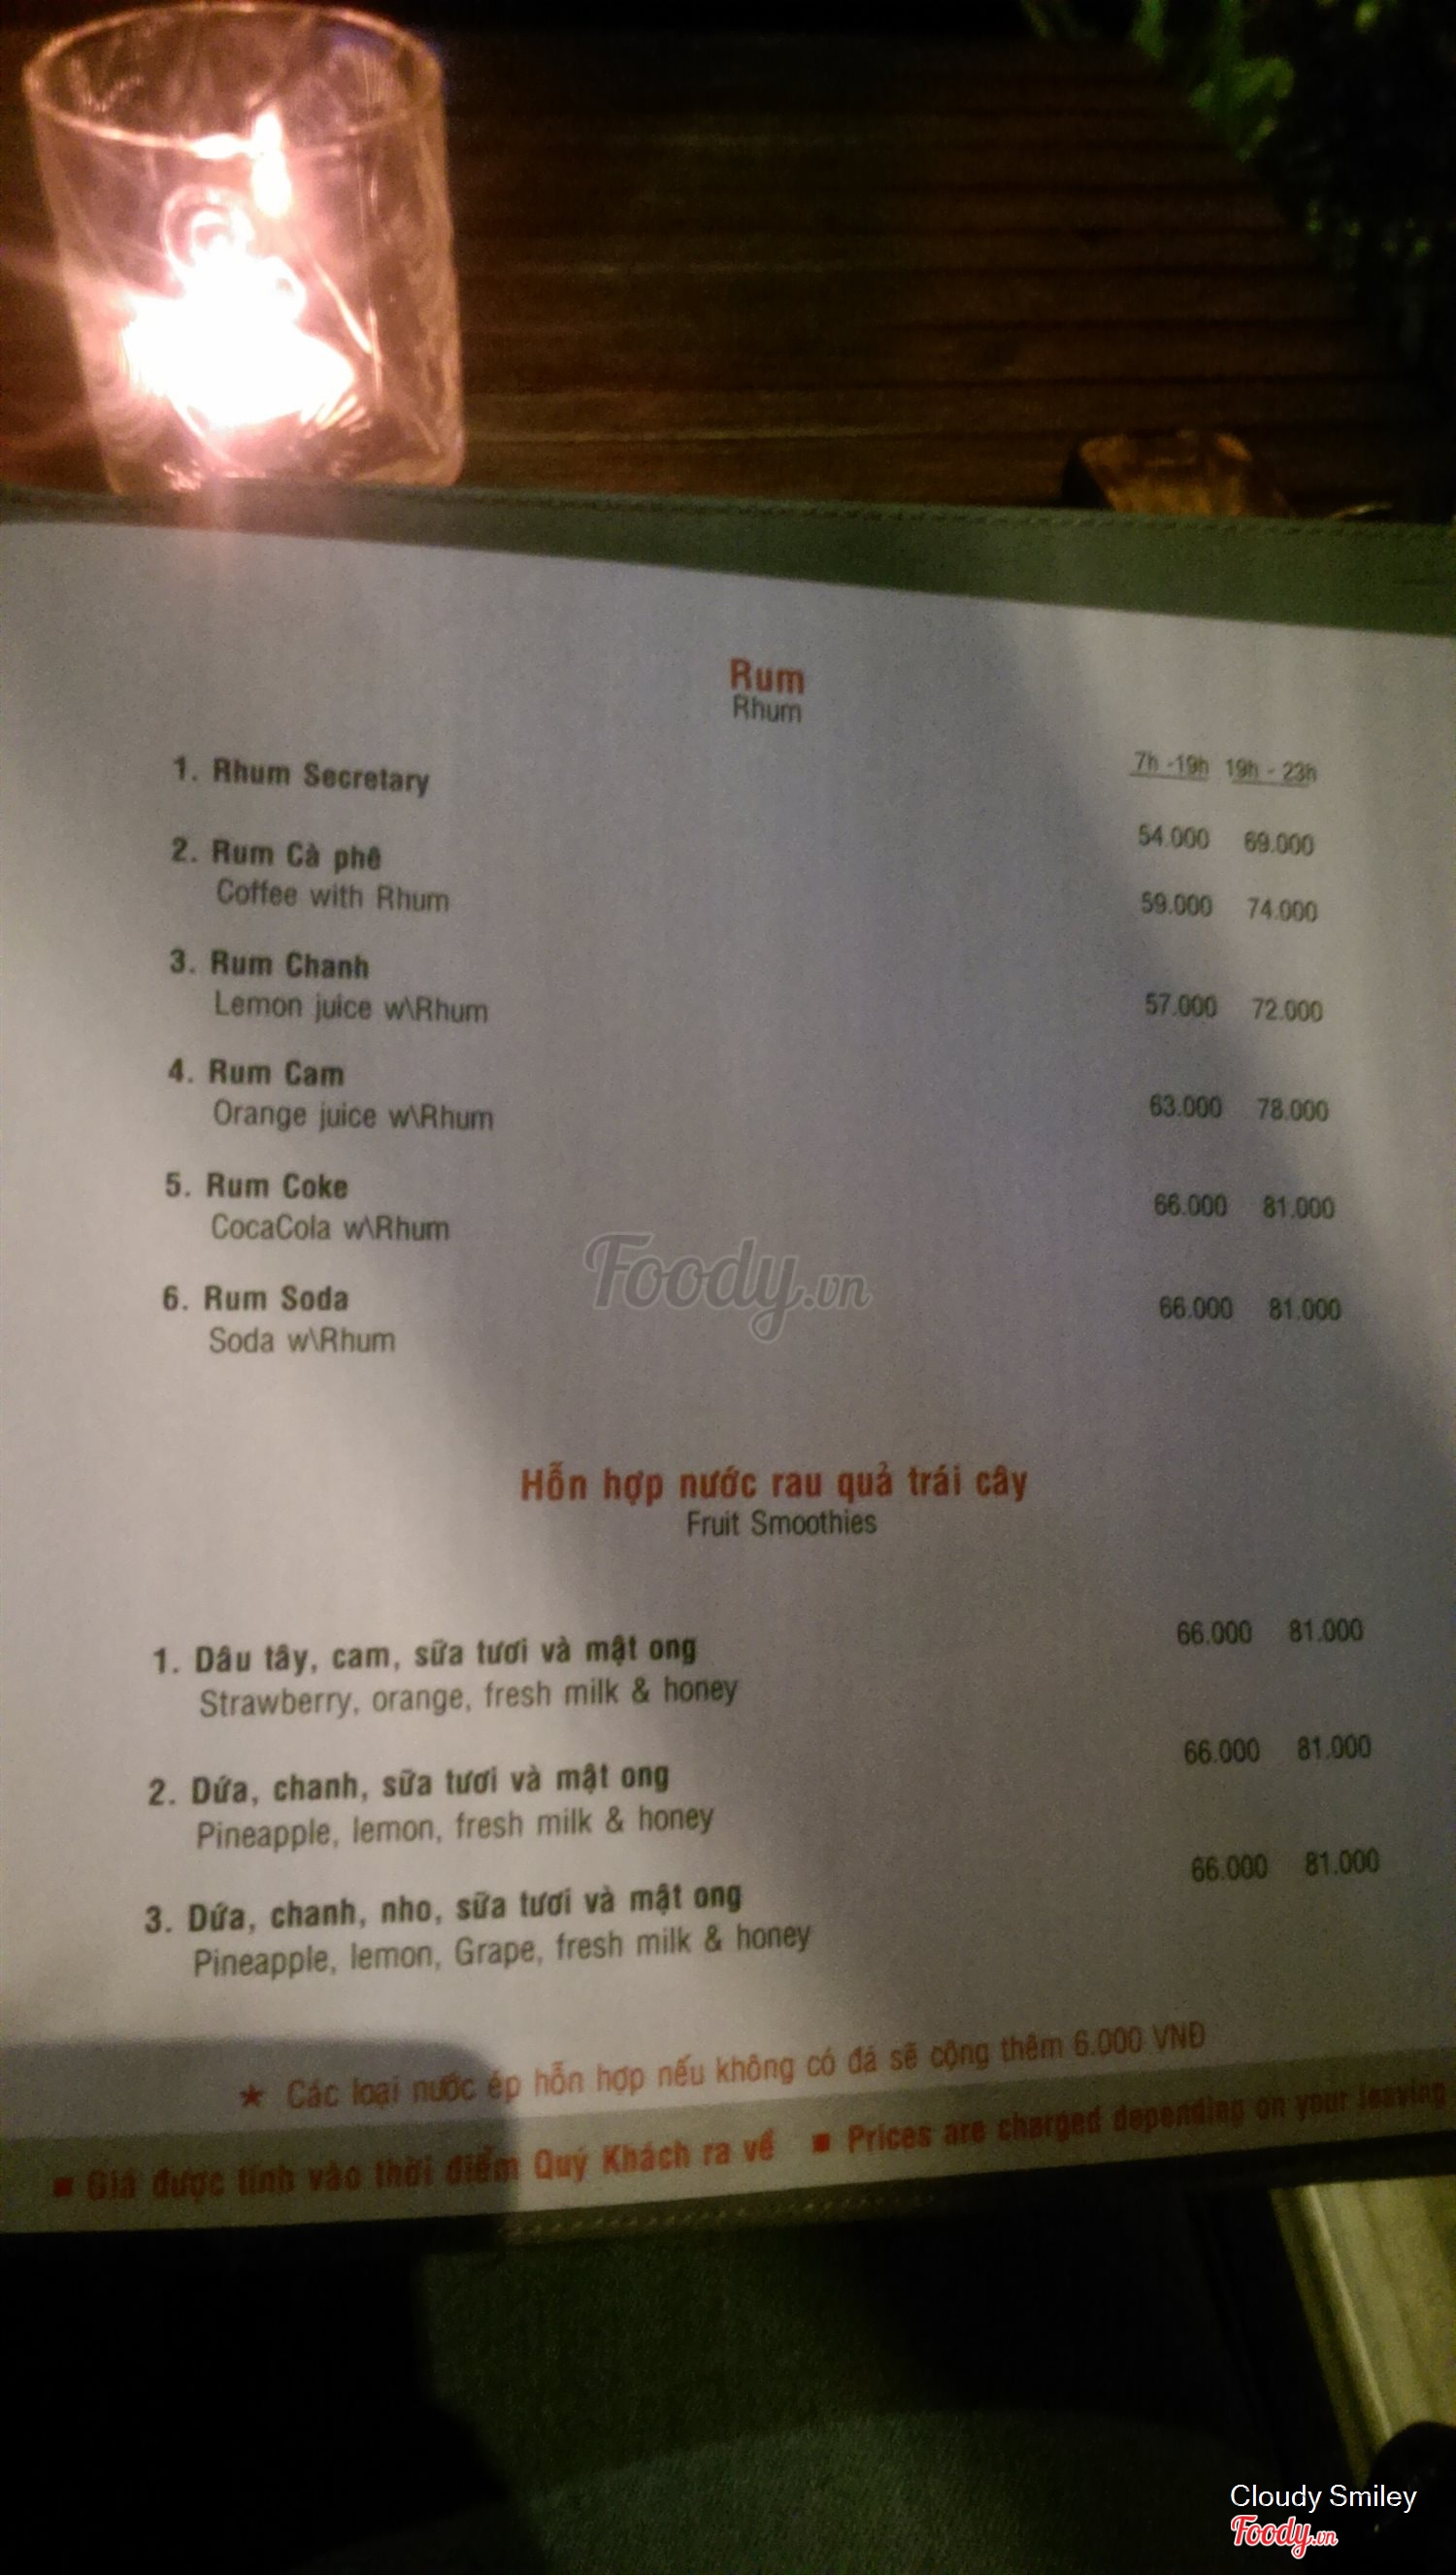 Rum
Rhum
7h -19h 19h - 23h
1. Rhum Secretary
54.000 69.000
2. Rum Cà phê
Coffee with Rhum
59.000 74.000
3. Rum Chanh
Lemon juice w\Rhum
57.000 72.000
4. Rum Cam
Orange juice w\Rhum
63.000 78.000
5. Rum Coke
CocaCola w\Rhum
66.000 81.000
6. Rum Soda
Soda w\Rhum
66.000 81.000
Foody.vn
Hỗn hợp nước rau quả trái cây
Fruit Smoothies
1. Dâu tây, cam, sữa tươi và mật ong
Strawberry, orange, fresh milk & honey
66.000 81.000
2. Dứa, chanh, sữa tươi và mật ong
Pineapple, lemon, fresh milk & honey
66.000 81.000
3. Dứa, chanh, nho, sữa tươi và mật ong
Pineapple, lemon, Grape, fresh milk & honey
66.000 81.000
★ Các loại nước ép hỗn hợp nếu không có đá sẽ cộng thêm 6.000 VNĐ
■ Giá được tính vào thời điểm Quý Khách ra về ■ Prices are charged depending on your leaving
Cloudy Smiley
Foody.vn